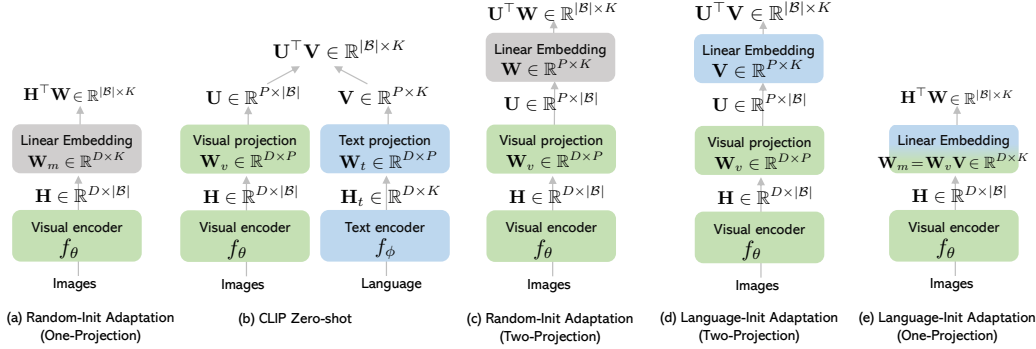 H⊤W ∈ ℝ^{|ℬ|×K}
Linear Embedding
W_m ∈ ℝ^{D×K}
H ∈ ℝ^{D×|ℬ|}
Visual encoder
f_θ
Images
(a) Random-Init Adaptation
(One-Projection)
U⊤V ∈ ℝ^{|ℬ|×K}
U ∈ ℝ^{P×|ℬ|}
V ∈ ℝ^{P×K}
Visual projection
W_v ∈ ℝ^{D×P}
Text projection
W_t ∈ ℝ^{D×P}
H ∈ ℝ^{D×|ℬ|}
H_t ∈ ℝ^{D×K}
Visual encoder
f_θ
Text encoder
f_ϕ
Images
Language
(b) CLIP Zero-shot
U⊤W ∈ ℝ^{|ℬ|×K}
Linear Embedding
W ∈ ℝ^{P×K}
U ∈ ℝ^{P×|ℬ|}
Visual projection
W_v ∈ ℝ^{D×P}
H ∈ ℝ^{D×|ℬ|}
Visual encoder
f_θ
Images
(c) Random-Init Adaptation
(Two-Projection)
U⊤V ∈ ℝ^{|ℬ|×K}
Linear Embedding
V ∈ ℝ^{P×K}
U ∈ ℝ^{P×|ℬ|}
Visual projection
W_v ∈ ℝ^{D×P}
H ∈ ℝ^{D×|ℬ|}
Visual encoder
f_θ
Images
(d) Language-Init Adaptation
(Two-Projection)
H⊤W ∈ ℝ^{|ℬ|×K}
Linear Embedding
W_m = W_v V ∈ ℝ^{D×K}
H ∈ ℝ^{D×|ℬ|}
Visual encoder
f_θ
Images
(e) Language-Init Adaptation
(One-Projection)